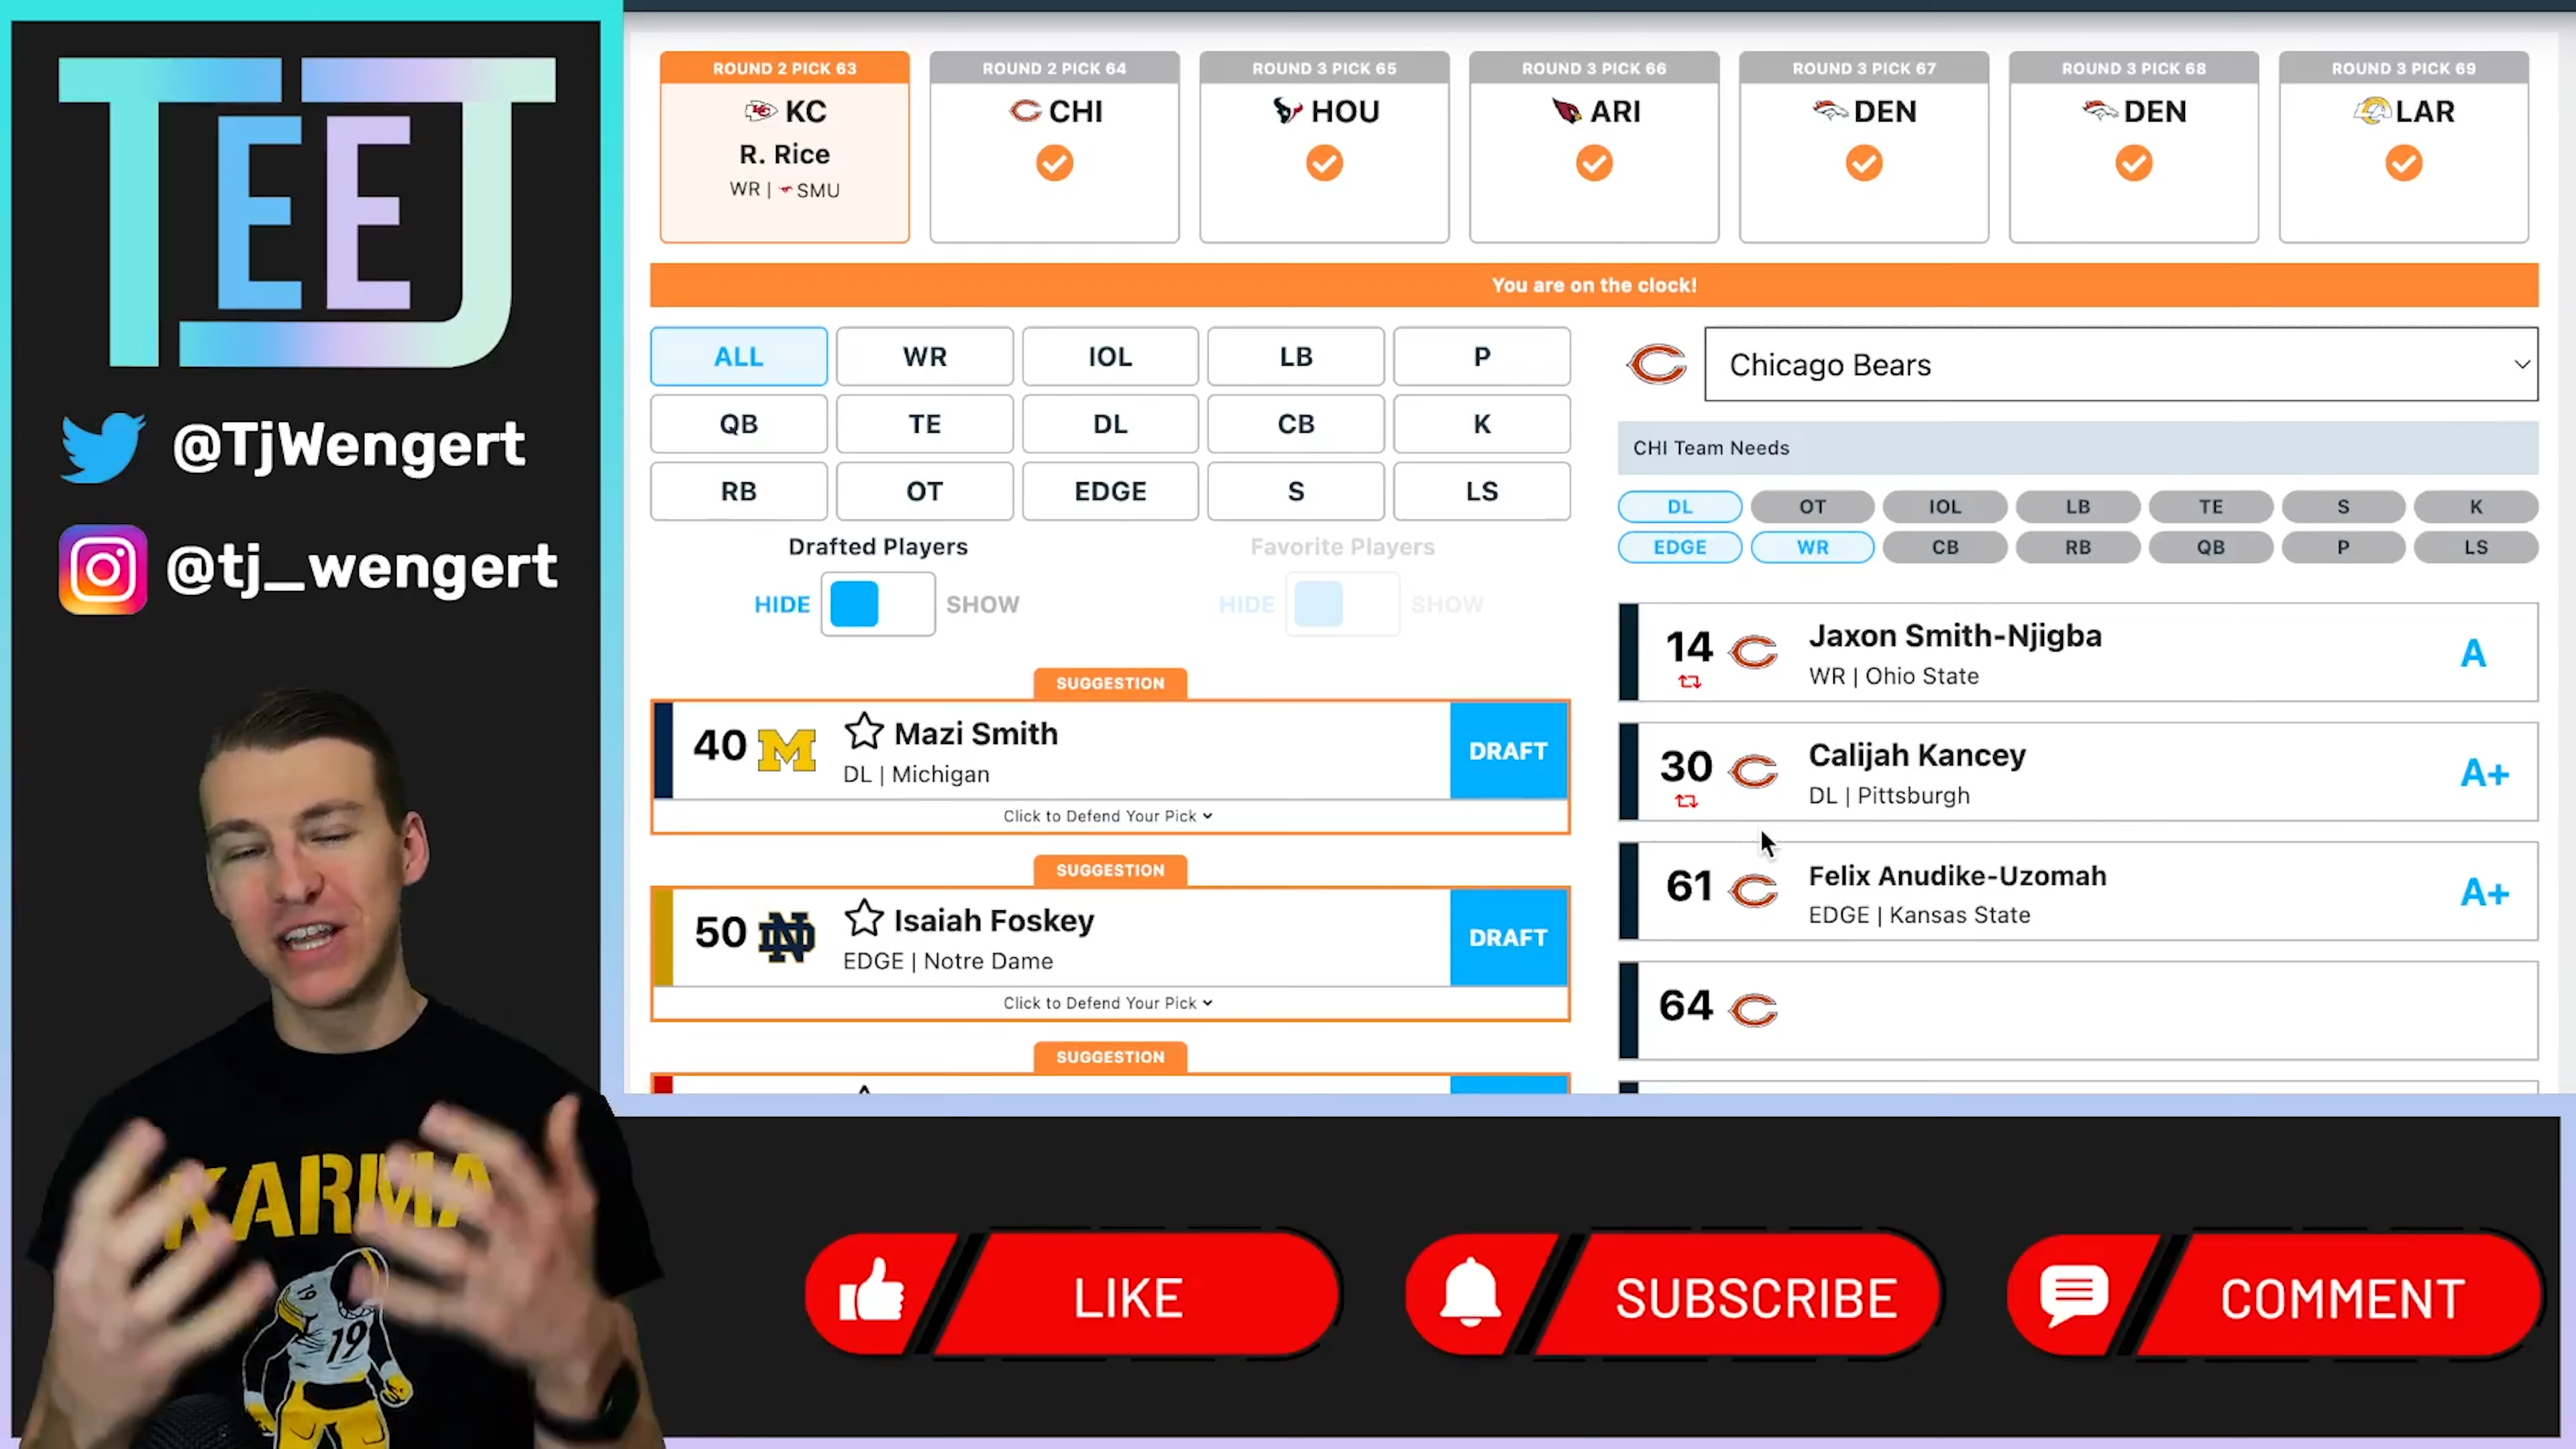 TEEJ
@TjWengert
@tj_wengert
KARMA
19
19
ROUND 2 PICK 63
KC
R. Rice
WR | SMU
ROUND 2 PICK 64
CHI
ROUND 3 PICK 65
HOU
ROUND 3 PICK 66
ARI
ROUND 3 PICK 67
DEN
ROUND 3 PICK 68
DEN
ROUND 3 PICK 69
LAR
You are on the clock!
ALL WR IOL LB P
QB TE DL CB K
RB OT EDGE S LS
Drafted Players
HIDE SHOW
Favorite Players
HIDE SHOW
SUGGESTION
40 M Mazi Smith
DL | Michigan
DRAFT
Click to Defend Your Pick
SUGGESTION
50 ND Isaiah Foskey
EDGE | Notre Dame
DRAFT
Click to Defend Your Pick
SUGGESTION
Chicago Bears
CHI Team Needs
DL OT IOL LB TE S K
EDGE WR CB RB QB P LS
14 Jaxon Smith-Njigba
WR | Ohio State
A
30 Calijah Kancey
DL | Pittsburgh
A+
61 Felix Anudike-Uzomah
EDGE | Kansas State
A+
64
LIKE
SUBSCRIBE
COMMENT